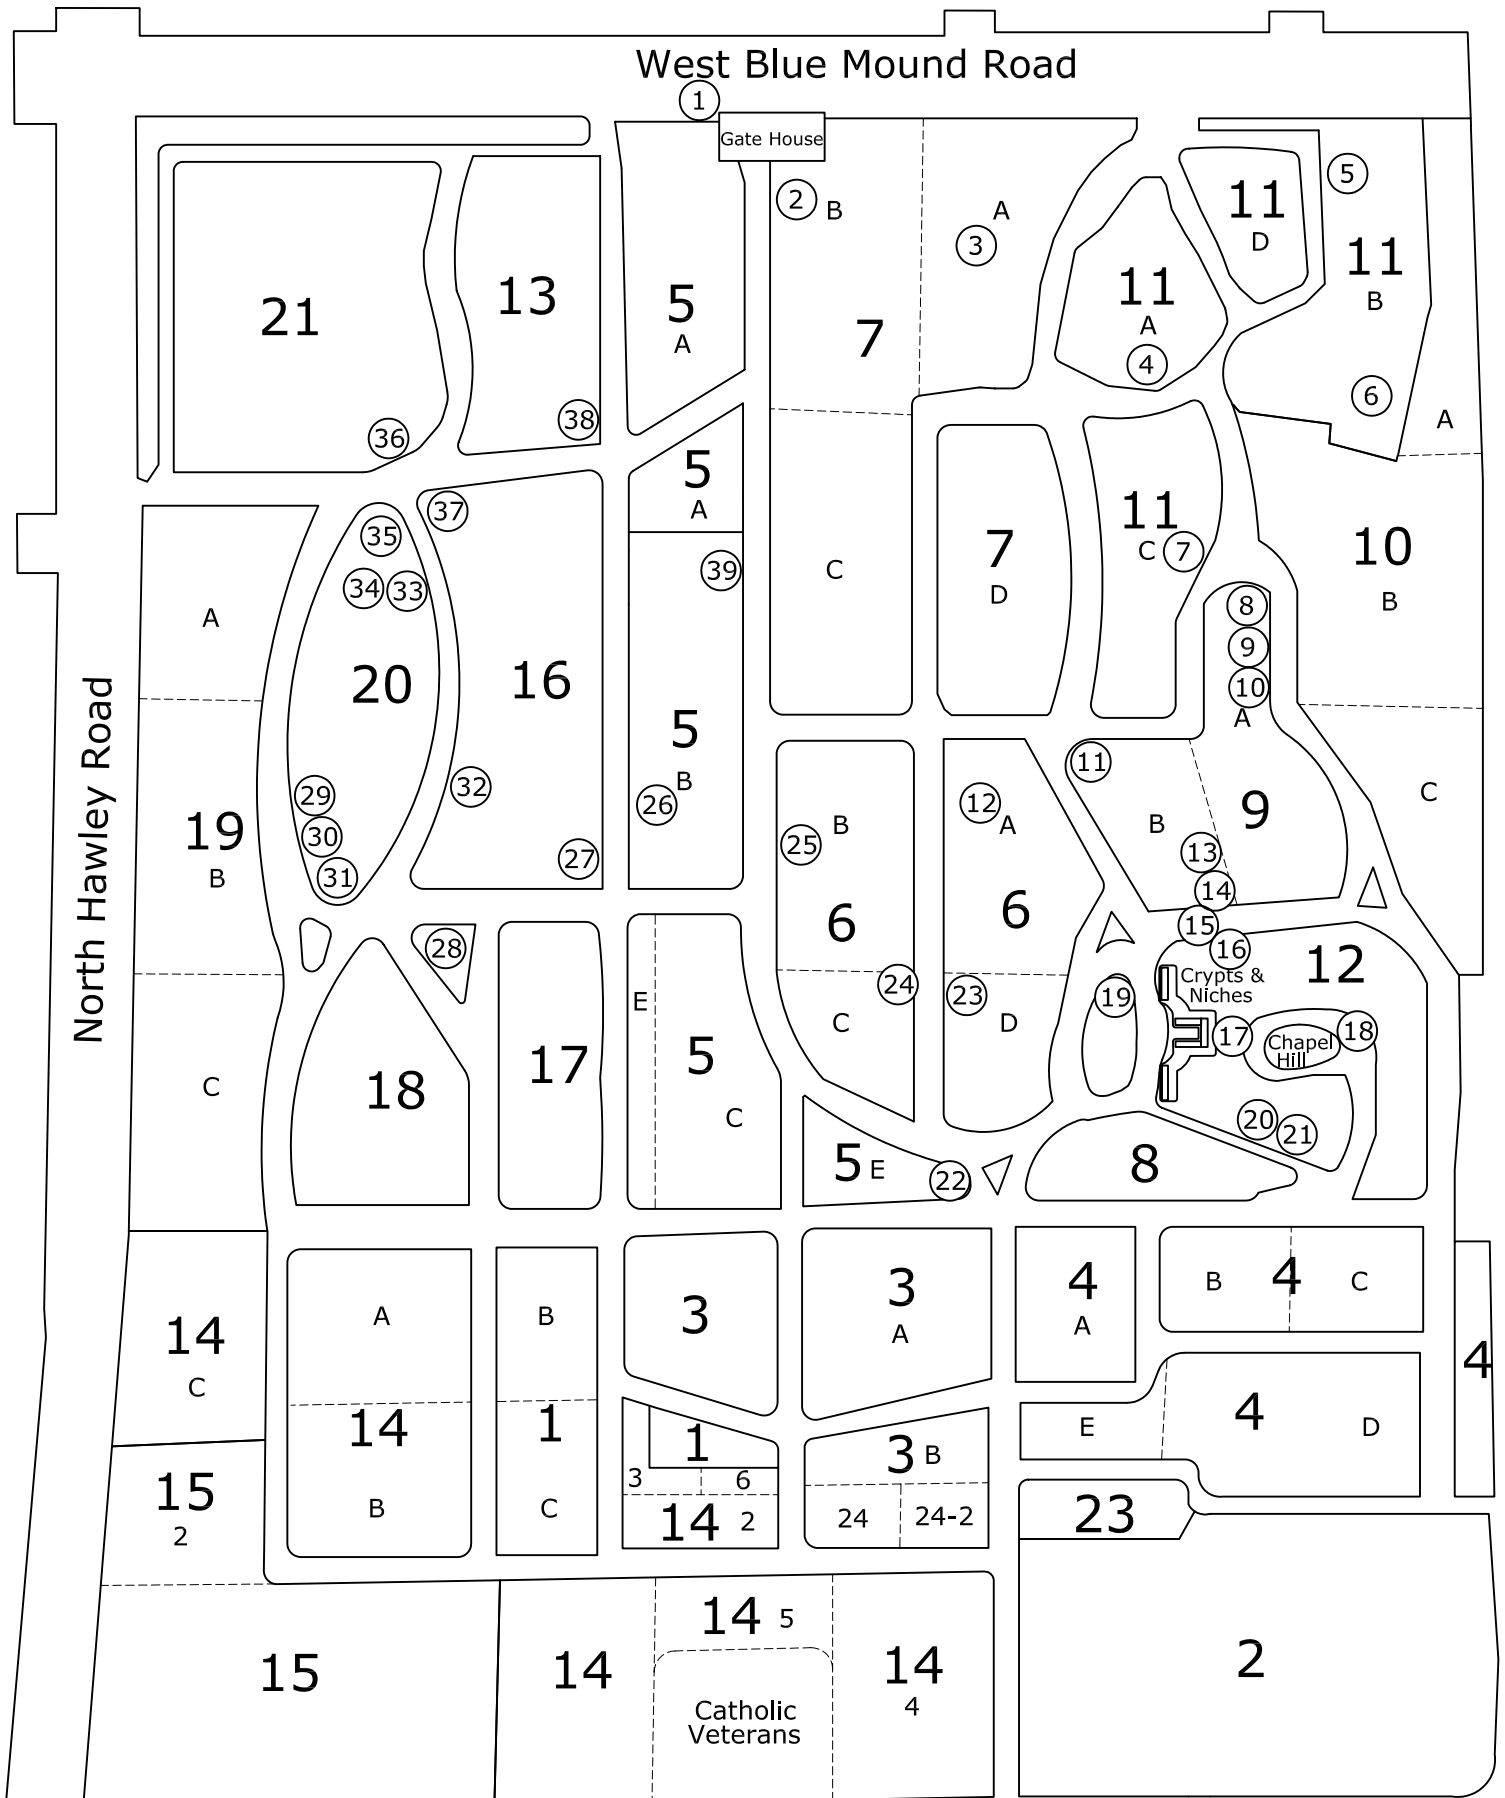 West Blue Mound Road
1
Gate House
2
B
A
3
11
D
5
11
B
11
A
4
21
13
5
A
7
6
A
36
38
5
A
37
35
34
33
39
C
7
D
11
C
7
10
B
8
9
10
A
A
20
16
5
B
26
North Hawley Road
19
B
29
30
31
32
27
25
B
12
A
11
B
9
C
13
14
15
16
6
6
28
12
Crypts &
Niches
E
24
23
19
C
D
17
Chapel
Hill
18
C
18
17
5
C
20
21
5 E
22
8
14
C
A
B
3
3
A
4
A
B
4
C
4
14
B
1
C
1
3
6
14 2
3 B
24
24-2
E
4
D
15
2
23
15
14
14 5
Catholic
Veterans
14
4
2